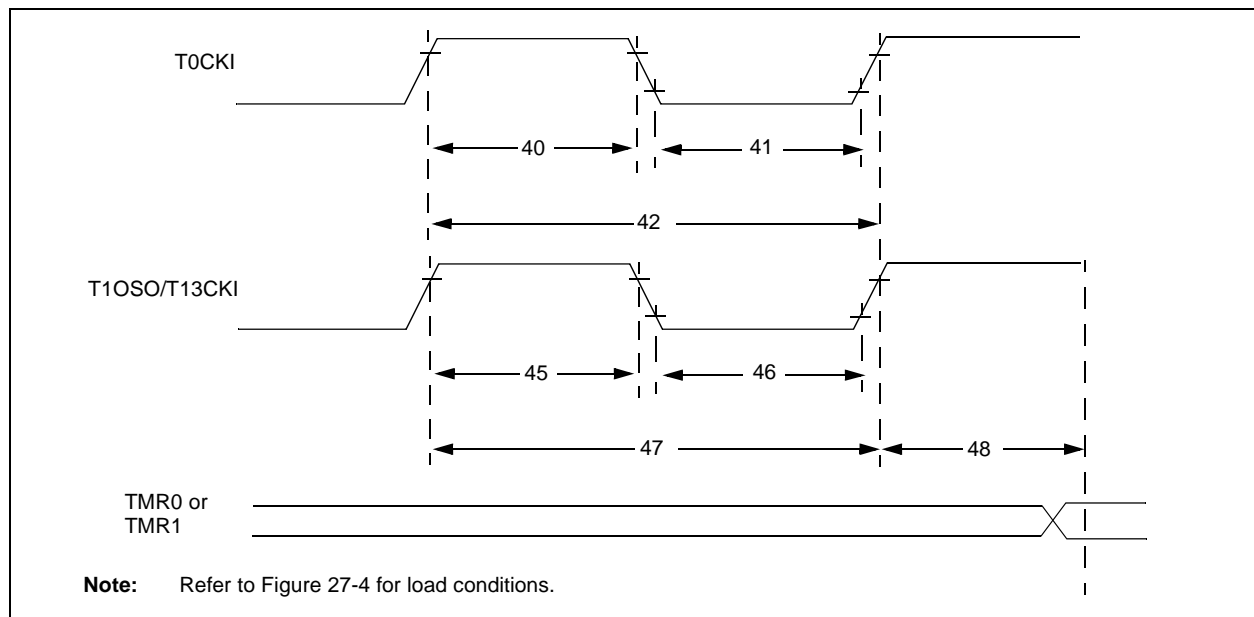 T0CKI
40
41
42
T1OSO/T13CKI
45
46
47
48
TMR0 or
TMR1
Note: Refer to Figure 27-4 for load conditions.